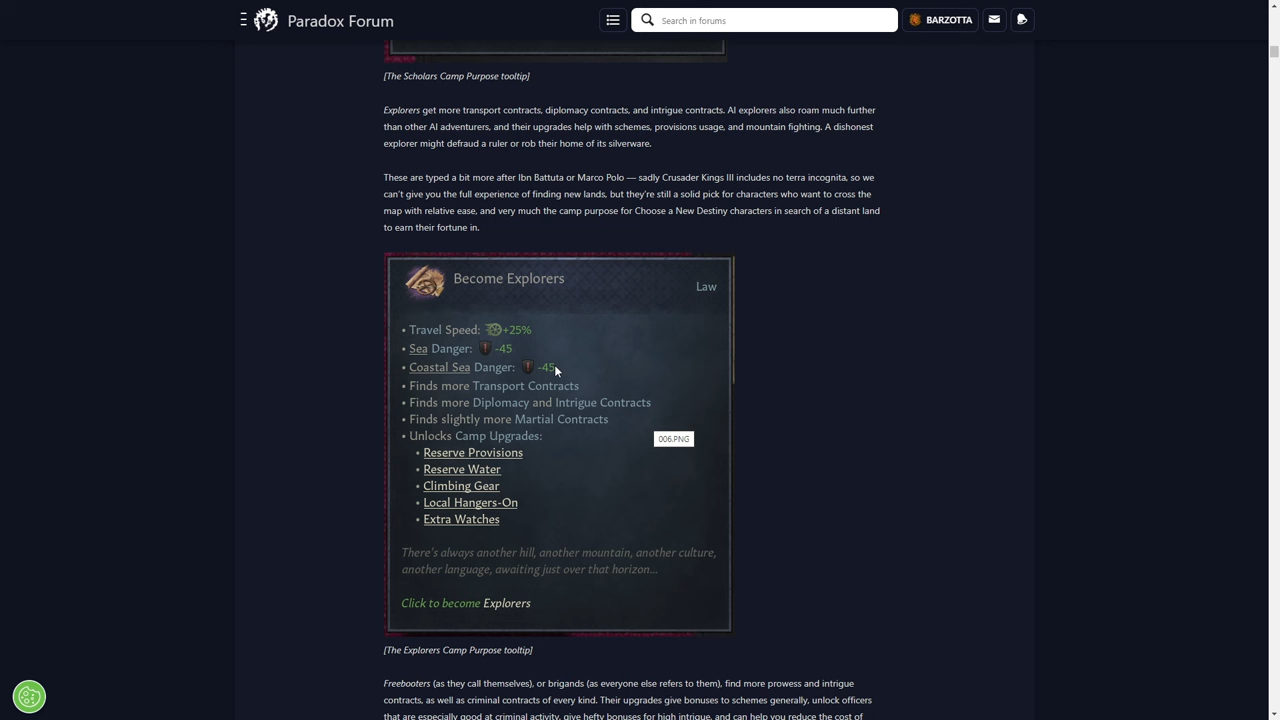 Paradox Forum
Search in forums
BARZOTTA
[The Scholars Camp Purpose tooltip]
Explorers get more transport contracts, diplomacy contracts, and intrigue contracts. AI explorers also roam much further
than other AI adventurers, and their upgrades help with schemes, provisions usage, and mountain fighting. A dishonest
explorer might defraud a ruler or rob their home of its silverware.
These are typed a bit more after Ibn Battuta or Marco Polo — sadly Crusader Kings III includes no terra incognita, so we
can't give you the full experience of finding new lands, but they're still a solid pick for characters who want to cross the
map with relative ease, and very much the camp purpose for Choose a New Destiny characters in search of a distant land
to earn their fortune in.
Become Explorers
Law
• Travel Speed: +25%
• Sea Danger: -45
• Coastal Sea Danger: -45
• Finds more Transport Contracts
• Finds more Diplomacy and Intrigue Contracts
• Finds slightly more Martial Contracts
• Unlocks Camp Upgrades:
006.PNG
• Reserve Provisions
• Reserve Water
• Climbing Gear
• Local Hangers-On
• Extra Watches
There's always another hill, another mountain, another culture,
another language, awaiting just over that horizon...
Click to become Explorers
[The Explorers Camp Purpose tooltip]
Freebooters (as they call themselves), or brigands (as everyone else refers to them), find more prowess and intrigue
contracts, as well as criminal contracts of every kind. Their upgrades give bonuses to schemes generally, unlock officers
that are especially good at criminal activity, give hefty bonuses for high intrigue, and can help you reduce the cost of